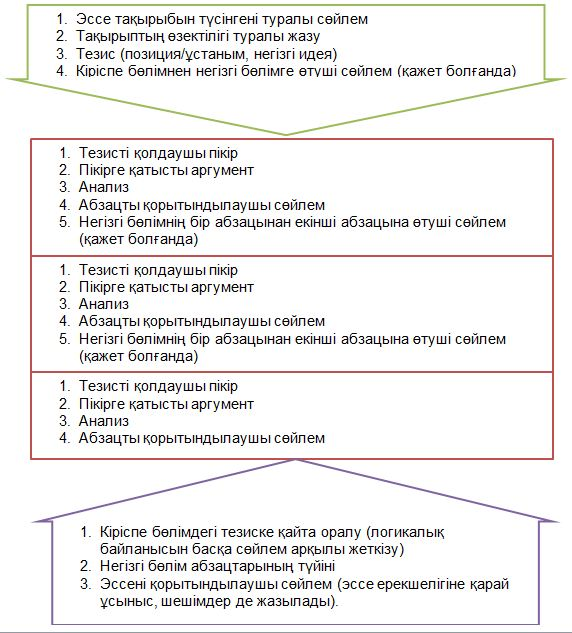 1. Эссе тақырыбын түсінгені туралы сөйлем
2. Тақырыптың өзектілігі туралы жазу
3. Тезис (позиция/ұстаным, негізгі идея)
4. Кіріспе бөлімнен негізгі бөлімге өтуші сөйлем (қажет болғанда)
1. Тезисті қолдаушы пікір
2. Пікірге қатысты аргумент
3. Анализ
4. Абзацты қорытындылаушы сөйлем
5. Негізгі бөлімнің бір абзацынан екінші абзацына өтуші сөйлем
(қажет болғанда)
1. Тезисті қолдаушы пікір
2. Пікірге қатысты аргумент
3. Анализ
4. Абзацты қорытындылаушы сөйлем
5. Негізгі бөлімнің бір абзацынан екінші абзацына өтуші сөйлем
(қажет болғанда)
1. Тезисті қолдаушы пікір
2. Пікірге қатысты аргумент
3. Анализ
4. Абзацты қорытындылаушы сөйлем
1. Кіріспе бөлімдегі тезиске қайта оралу (логикалық
байланысын басқа сөйлем арқылы жеткізу)
2. Негізгі бөлім абзацтарының түйіні
3. Эссені қорытындылаушы сөйлем (эссе ерекшелігіне қарай
ұсыныс, шешімдер де жазылады).